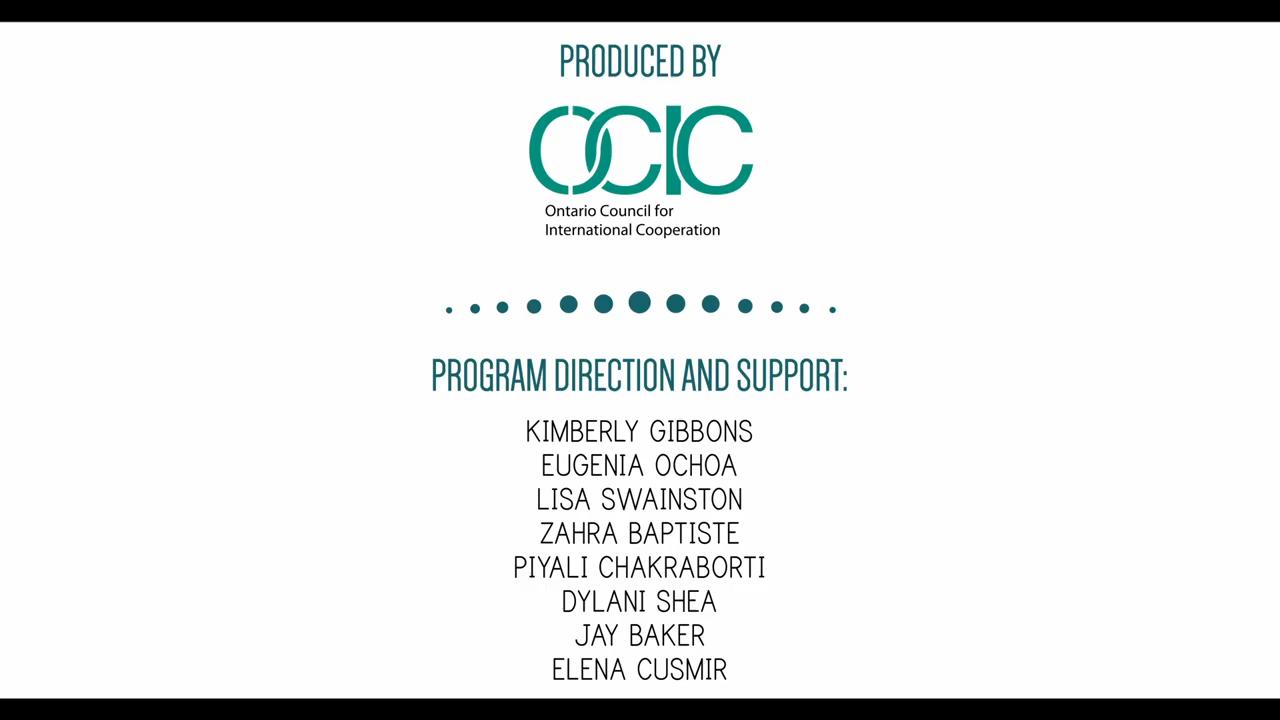 PRODUCED BY
OCIC
Ontario Council for
International Cooperation
PROGRAM DIRECTION AND SUPPORT:
KIMBERLY GIBBONS
EUGENIA OCHOA
LISA SWAINSTON
ZAHRA BAPTISTE
PIYALI CHAKRABORTI
DYLANI SHEA
JAY BAKER
ELENA CUSMIR